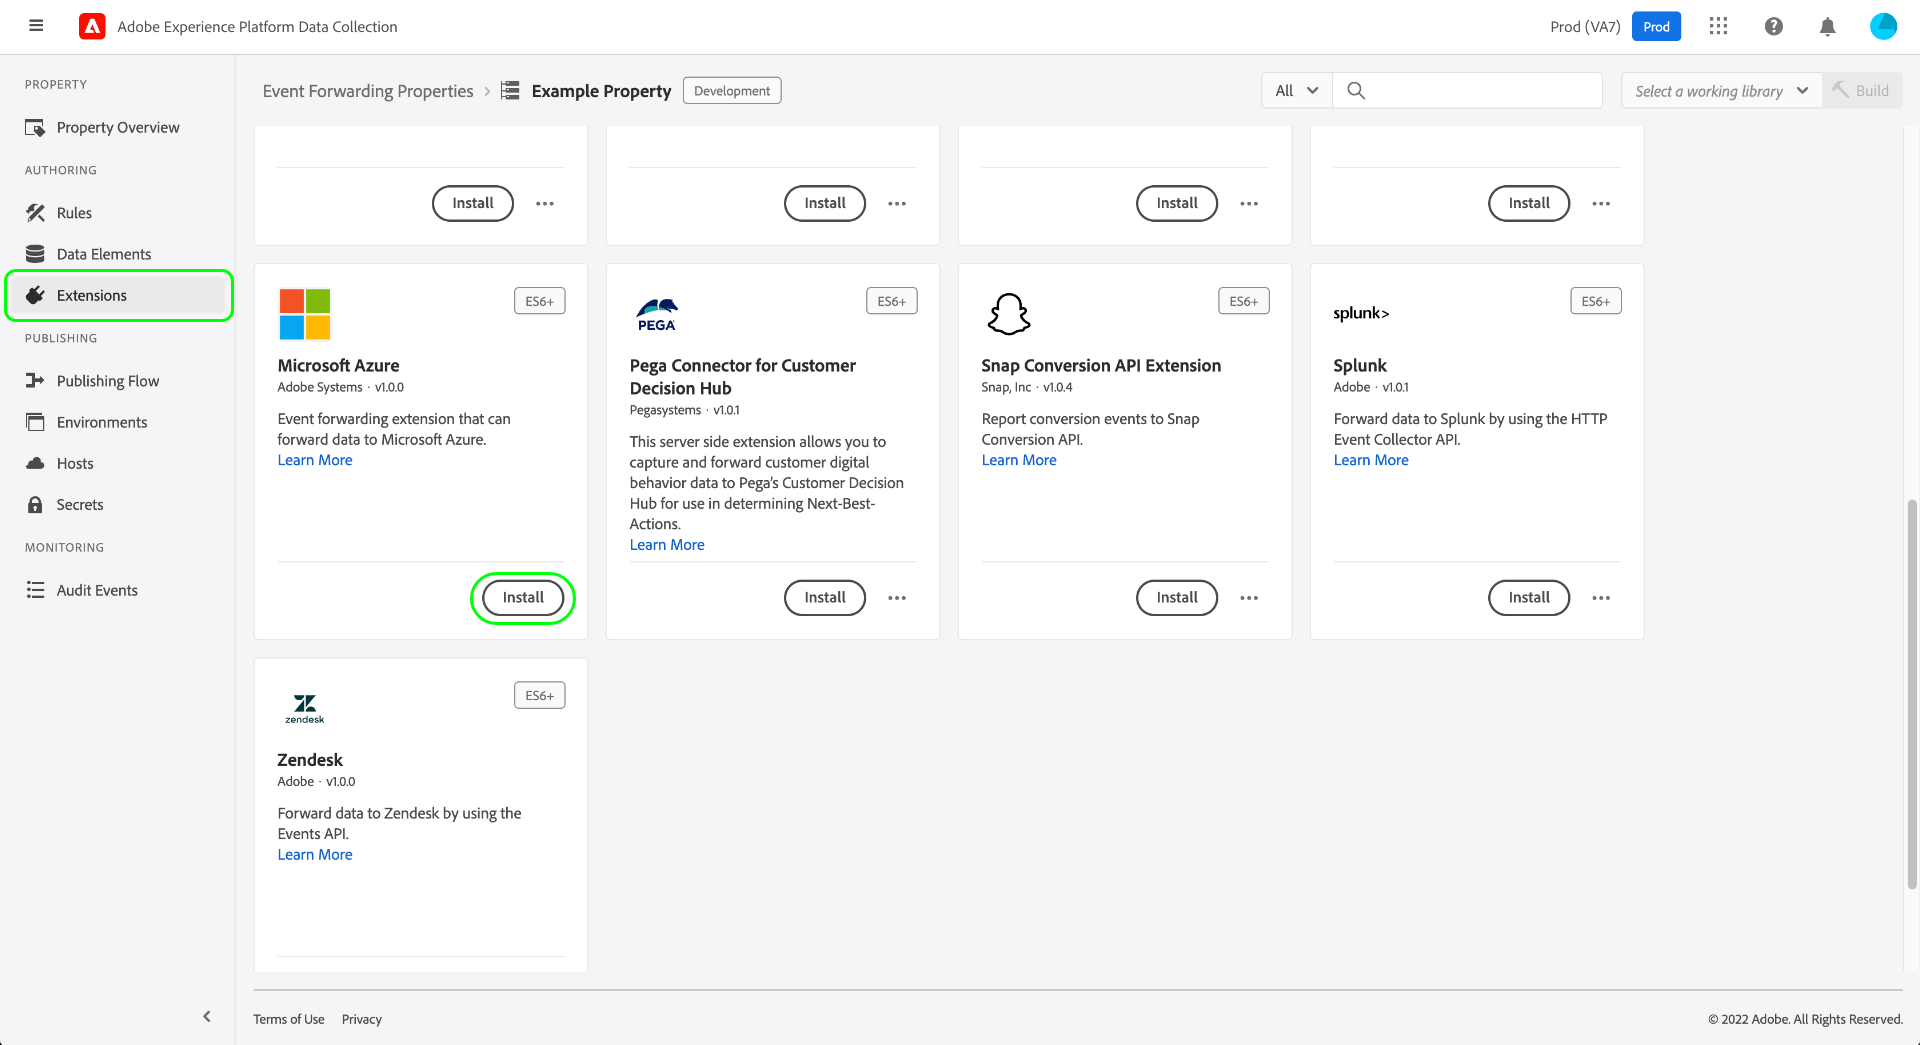 Adobe Experience Platform Data Collection
Prod (VA7)
Prod
PROPERTY
Property Overview
AUTHORING
Rules
Data Elements
Extensions
PUBLISHING
Publishing Flow
Environments
Hosts
Secrets
MONITORING
Audit Events
Event Forwarding Properties
Example Property
Development
All
Select a working library
Build
Install
Install
Install
Install
ES6+
Microsoft Azure
Adobe Systems · v1.0.0
Event forwarding extension that can
forward data to Microsoft Azure.
Learn More
Install
PEGA
ES6+
Pega Connector for Customer
Decision Hub
Pegasystems · v1.0.1
This server side extension allows you to
capture and forward customer digital
behavior data to Pega's Customer Decision
Hub for use in determining Next-Best-
Actions.
Learn More
Install
ES6+
Snap Conversion API Extension
Snap, Inc · v1.0.4
Report conversion events to Snap
Conversion API.
Learn More
Install
splunk>
ES6+
Splunk
Adobe · v1.0.1
Forward data to Splunk by using the HTTP
Event Collector API.
Learn More
Install
zendesk
ES6+
Zendesk
Adobe · v1.0.0
Forward data to Zendesk by using the
Events API.
Learn More
Terms of Use
Privacy
© 2022 Adobe. All Rights Reserved.